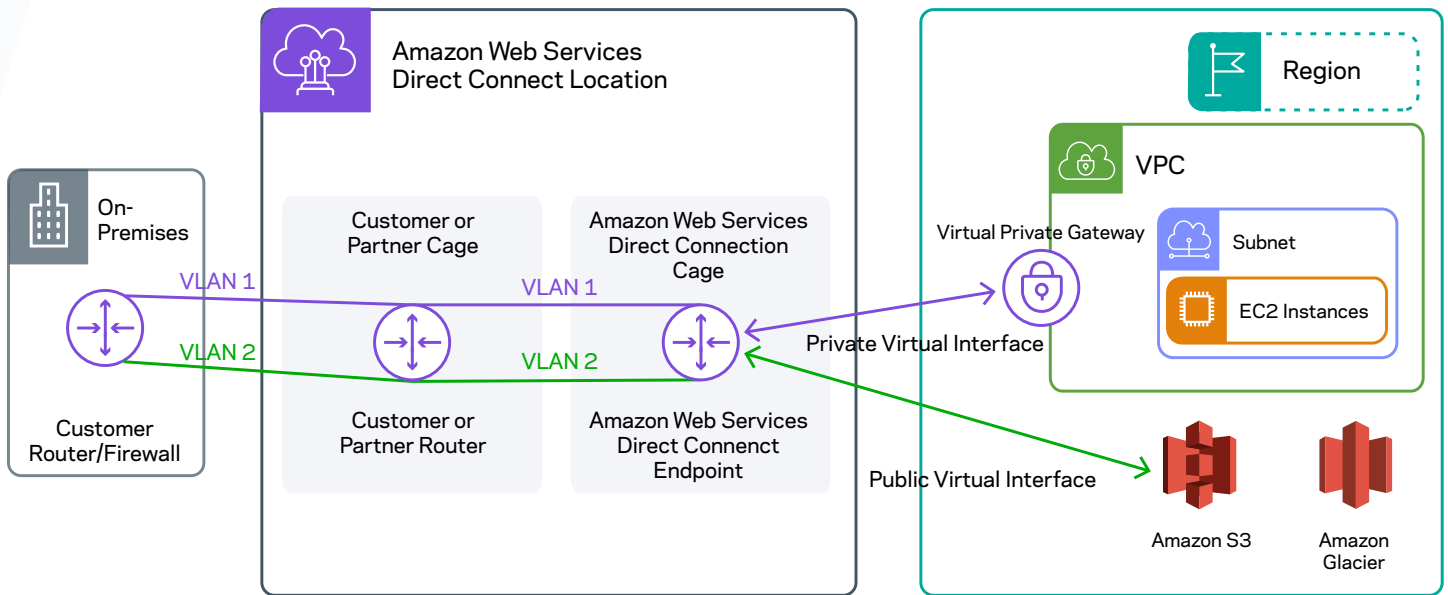 Amazon Web Services
Direct Connect Location
Region
VPC
On-
Premises
Customer or
Partner Cage
Amazon Web Services
Direct Connection
Cage
Virtual Private Gateway
Subnet
VLAN 1
VLAN 1
EC2 Instances
Private Virtual Interface
VLAN 2
VLAN 2
Customer
Router/Firewall
Customer or
Partner Router
Amazon Web Services
Direct Connenct
Endpoint
Public Virtual Interface
Amazon S3
Amazon
Glacier